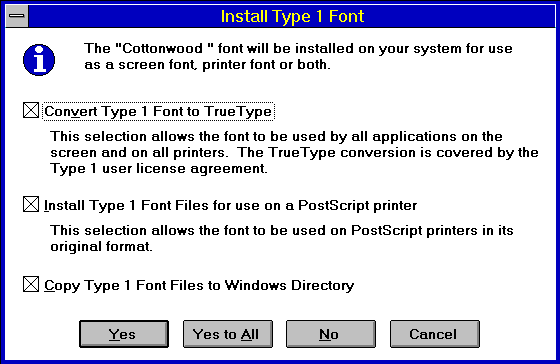 Install Type 1 Font
The "Cottonwood " font will be installed on your system for use
as a screen font, printer font or both.
Convert Type 1 Font to TrueType
This selection allows the font to be used by all applications on the
screen and on all printers.  The TrueType conversion is covered by the
Type 1 user license agreement.
Install Type 1 Font Files for use on a PostScript printer
This selection allows the font to be used on PostScript printers in its
original format.
Copy Type 1 Font Files to Windows Directory
Yes Yes to All No Cancel